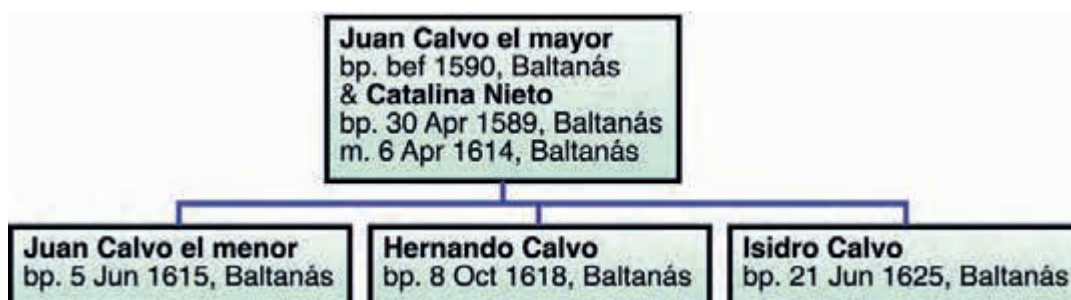 Juan Calvo el mayor
bp. bef 1590, Baltanás
& Catalina Nieto
bp. 30 Apr 1589, Baltanás
m. 6 Apr 1614, Baltanás
Juan Calvo el menor
bp. 5 Jun 1615, Baltanás
Hernando Calvo
bp. 8 Oct 1618, Baltanás
Isidro Calvo
bp. 21 Jun 1625, Baltanás